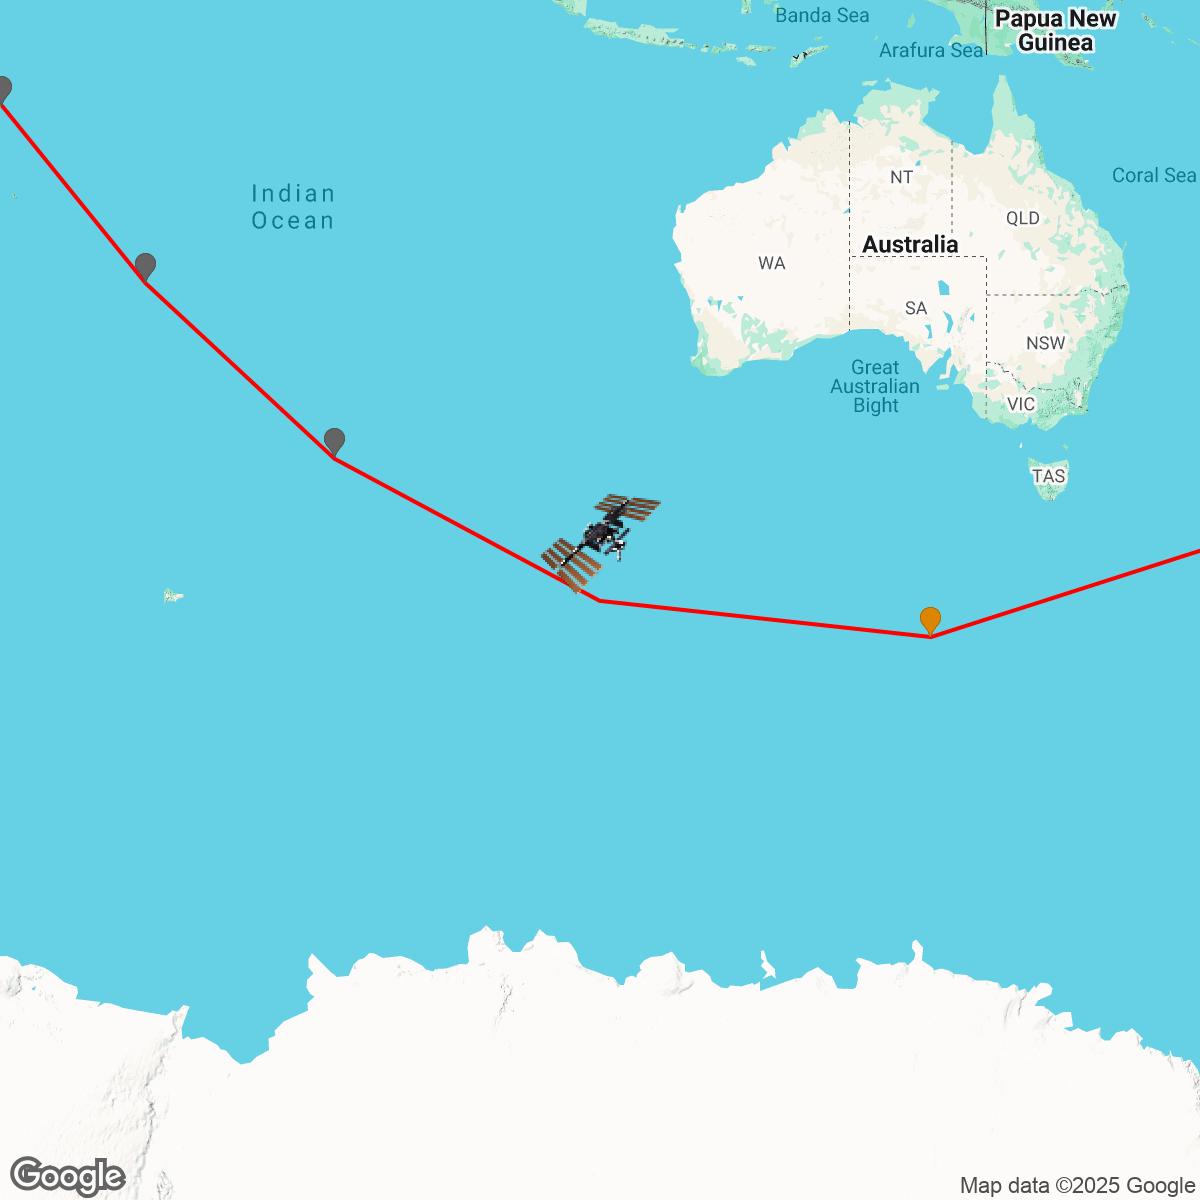 Banda Sea
Papua New
Guinea
Arafura Sea
Coral Sea
NT
Indian
Ocean
QLD
Australia
WA
SA
NSW
Great
Australian
Bight
VIC
TAS
Google
Map data ©2025 Google